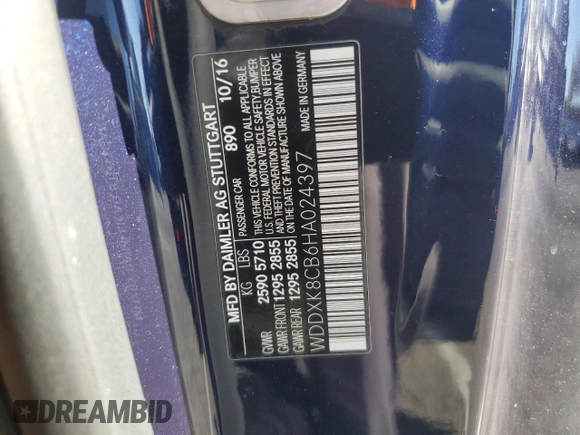 MFD BY DAIMLER AG STUTTGART
PASSENGER CAR 890 10/16
THIS VEHICLE CONFORMS TO ALL APPLICABLE
U.S. FEDERAL MOTOR VEHICLE SAFETY, BUMPER
AND THEFT PREVENTION STANDARDS IN EFFECT
ON THE DATE OF MANUFACTURE SHOWN ABOVE
KG LBS
GVWR 2590 5710
GAWR FRONT 1295 2855
GAWR REAR 1295 2855
WDDXK8CB6HA024397
MADE IN GERMANY
DREAMBID